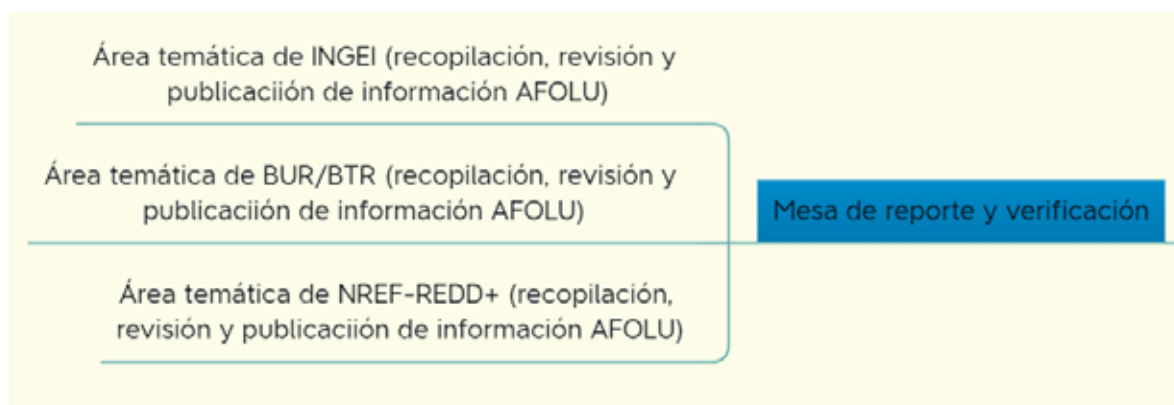 Área temática de INGEI (recopilación, revisión y
publicaciión de información AFOLU)
Área temática de BUR/BTR (recopilación, revisión y
publicaciión de información AFOLU)
Mesa de reporte y verificación
Área temática de NREF-REDD+ (recopilación,
revisión y publicaciión de información AFOLU)